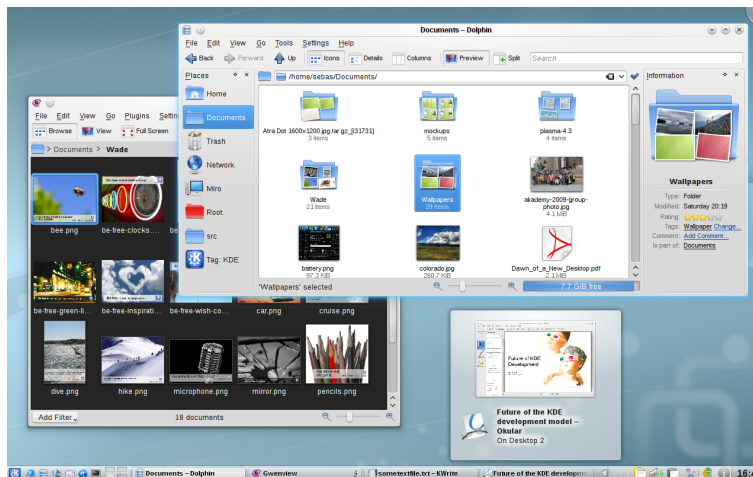 Documents – Dolphin
File Edit View Go Tools Settings Help
Back Forward Up Icons Details Columns Preview Split Search...
Places
Home
Documents
Trash
Network
Miro
Root
src
Tag: KDE
/home/sebas/Documents/
Atra Dot 1600x1200.jpg.tar.gz_[i31731]
3 items
mockups
5 items
plasma-4.3
4 items
Wade
21 items
Wallpapers
29 items
akademy-2009-group-photo.jpg
4.1 MiB
battery.png
97.3 KiB
colorado.jpg
260.7 KiB
Dawn_of_a_New_Desktop.pdf
2.1 MiB
'Wallpapers' selected
7.7 GiB free
Information
Wallpapers
Type: Folder
Modified: Saturday 20:19
Rating:
Tags: Wallpaper Change...
Comment: Add Comment...
Is part of: Documents
File Edit View Go Plugins Settings
Browse View Full Screen
> Documents > Wade
bee.png
be-free-clocks....
be-free-green-li...
be-free-inspirati...
be-free-wish-co...
car.png
cruise.png
dive.png
hike.png
microphone.png
mirror.png
pencils.png
Add Filter
18 documents
Future of KDE
Development
Future of the KDE
development model –
Okular
On Desktop 2
Documents – Dolphin
Gwenview
sometextfile.txt – KWrite
Future of the KDE developm